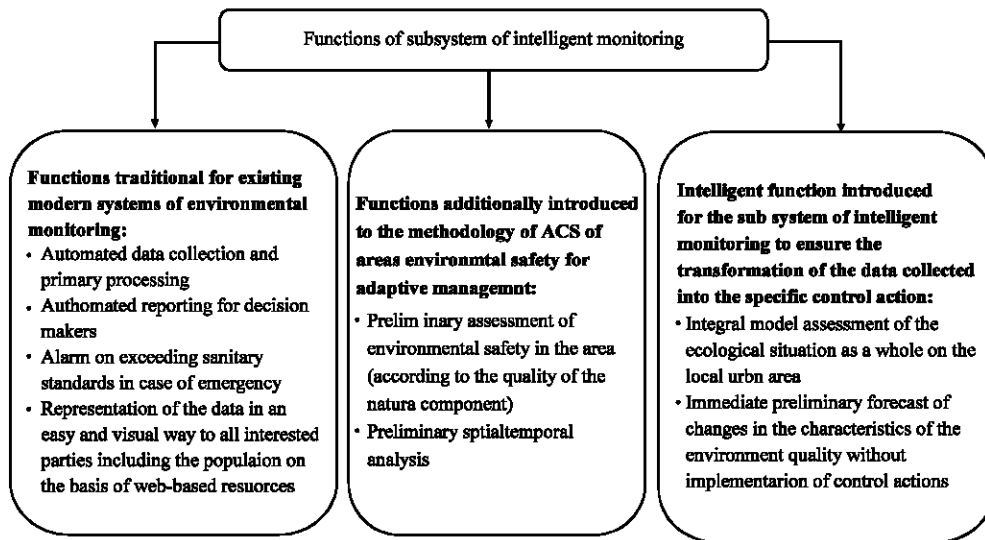 Functions of subsystem of intelligent monitoring
Functions traditional for existing
modern systems of environmental
monitoring:
• Automated data collection and
primary processing
• Authomated reporting for decision
makers
• Alarm on exceeding sanitary
standards in case of emergency
• Representation of the data in an
easy and visual way to all interested
parties including the populaion on
the basis of web-based resuorces
Functions additionally introduced
to the methodology of ACS of
areas environmtal safety for
adaptive managemnt:
• Prelim inary assessment of
environmental safety in the area
(according to the quality of the
natura component)
• Preliminary sptialtemporal
analysis
Intelligent function introduced
for the sub system of intelligent
monitoring to ensure the
transformation of the data collected
into the specific control action:
• Integral model assessment of the
ecological situation as a whole on the
local urbn area
• Immediate preliminary forecast of
changes in the characteristics of the
environment quality without
implementarion of control actions